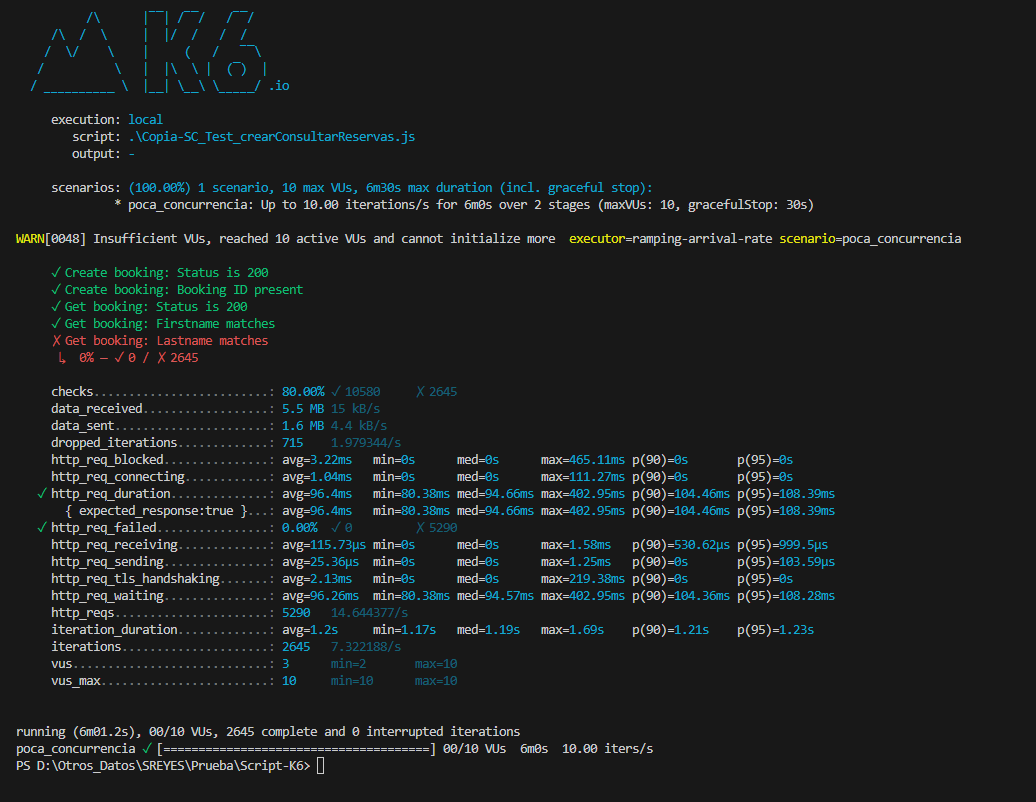 .io
execution: local
script: .\Copia-SC_Test_crearConsultarReservas.js
output: -
scenarios: (100.00%) 1 scenario, 10 max VUs, 6m30s max duration (incl. graceful stop):
* poca_concurrencia: Up to 10.00 iterations/s for 6m0s over 2 stages (maxVUs: 10, gracefulStop: 30s)
WARN[0048] Insufficient VUs, reached 10 active VUs and cannot initialize more executor=ramping-arrival-rate scenario=poca_concurrencia
✓ Create booking: Status is 200
✓ Create booking: Booking ID present
✓ Get booking: Status is 200
✓ Get booking: Firstname matches
✗ Get booking: Lastname matches
↳ 0% — ✓ 0 / ✗ 2645
checks.........................: 80.00% ✓ 10580 ✗ 2645
data_received..................: 5.5 MB 15 kB/s
data_sent......................: 1.6 MB 4.4 kB/s
dropped_iterations.............: 715 1.979344/s
http_req_blocked...............: avg=3.22ms min=0s med=0s max=465.11ms p(90)=0s p(95)=0s
http_req_connecting............: avg=1.04ms min=0s med=0s max=111.27ms p(90)=0s p(95)=0s
✓ http_req_duration..............: avg=96.4ms min=80.38ms med=94.66ms max=402.95ms p(90)=104.46ms p(95)=108.39ms
{ expected_response:true }...: avg=96.4ms min=80.38ms med=94.66ms max=402.95ms p(90)=104.46ms p(95)=108.39ms
✓ http_req_failed................: 0.00% ✓ 0 ✗ 5290
http_req_receiving.............: avg=115.73µs min=0s med=0s max=1.58ms p(90)=530.62µs p(95)=999.5µs
http_req_sending...............: avg=25.36µs min=0s med=0s max=1.25ms p(90)=0s p(95)=103.59µs
http_req_tls_handshaking.......: avg=2.13ms min=0s med=0s max=219.38ms p(90)=0s p(95)=0s
http_req_waiting...............: avg=96.26ms min=80.38ms med=94.57ms max=402.95ms p(90)=104.36ms p(95)=108.28ms
http_reqs......................: 5290 14.644377/s
iteration_duration.............: avg=1.2s min=1.17s med=1.19s max=1.69s p(90)=1.21s p(95)=1.23s
iterations.....................: 2645 7.322188/s
vus............................: 3 min=2 max=10
vus_max........................: 10 min=10 max=10
running (6m01.2s), 00/10 VUs, 2645 complete and 0 interrupted iterations
poca_concurrencia ✓ [======================================] 00/10 VUs 6m0s 10.00 iters/s
PS D:\Otros_Datos\SREYES\Prueba\Script-K6>